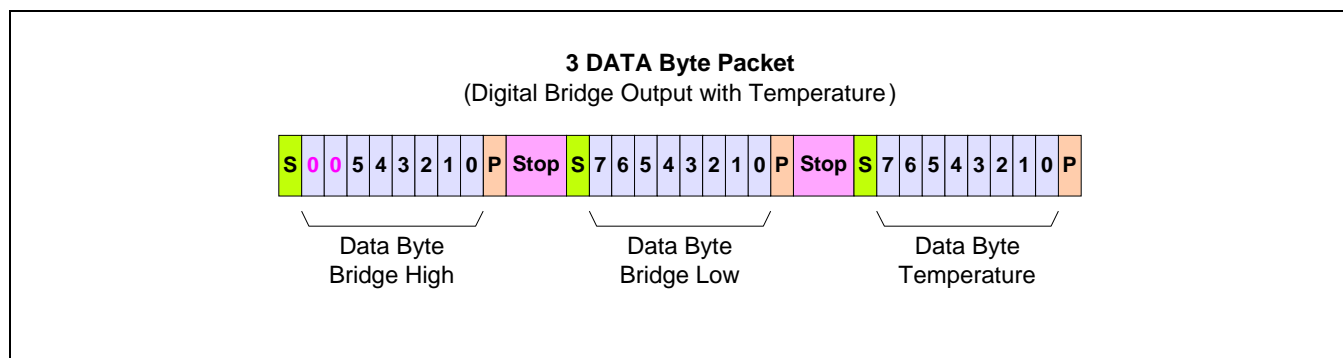 3 DATA Byte Packet
(Digital Bridge Output with Temperature)
S 0 0 5 4 3 2 1 0 P Stop S 7 6 5 4 3 2 1 0 P Stop S 7 6 5 4 3 2 1 0 P
Data Byte Data Byte Data Byte
Bridge High Bridge Low Temperature